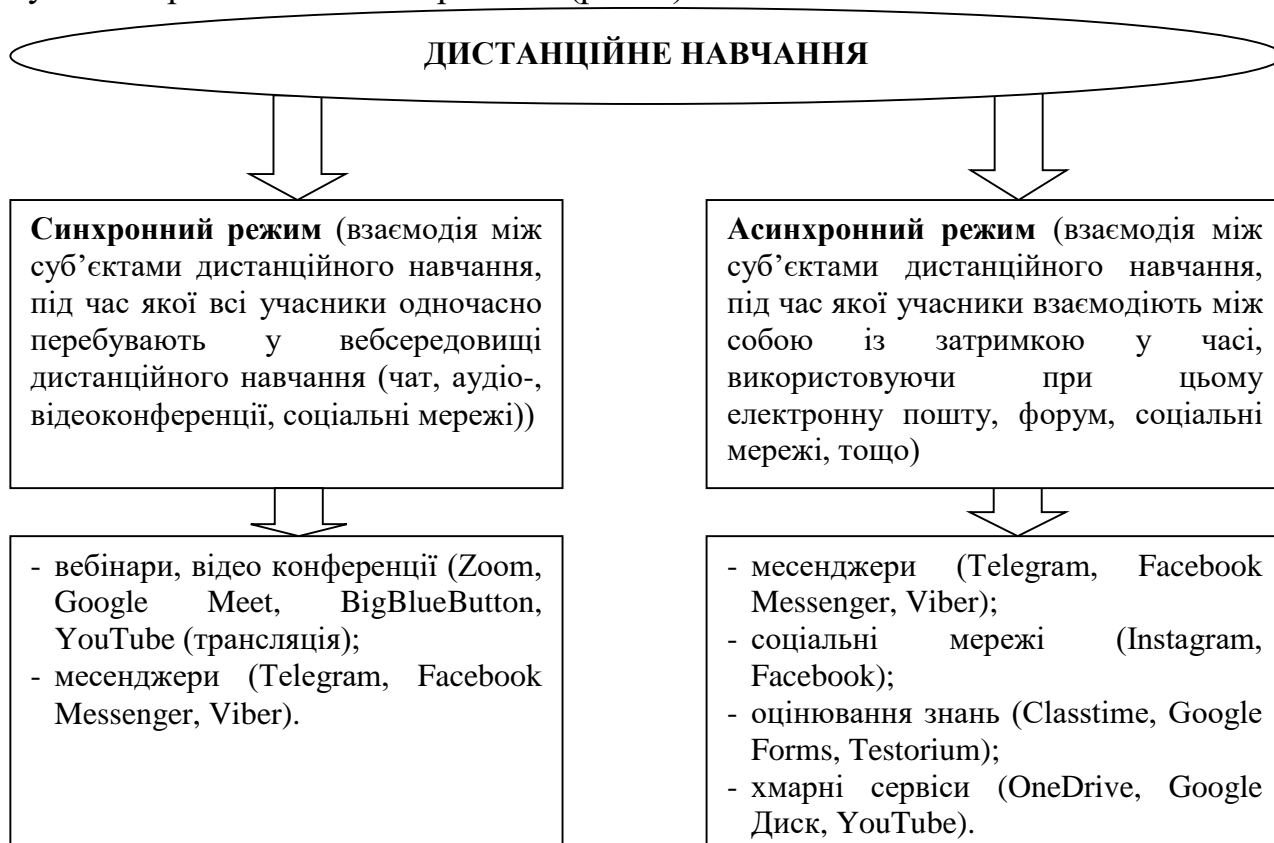 ДИСТАНЦІЙНЕ НАВЧАННЯ
Синхронний режим (взаємодія між
суб’єктами дистанційного навчання,
під час якої всі учасники одночасно
перебувають у вебсередовищі
дистанційного навчання (чат, аудіо-,
відеоконференції, соціальні мережі))
Асинхронний режим (взаємодія між
суб’єктами дистанційного навчання,
під час якої учасники взаємодіють між
собою із затримкою у часі,
використовуючи при цьому
електронну пошту, форум, соціальні
мережі, тощо)
- вебінари, відео конференції (Zoom,
Google Meet, BigBlueButton,
YouTube (трансляція);
- месенджери (Telegram, Facebook
Messenger, Viber).
- месенджери (Telegram, Facebook
Messenger, Viber);
- соціальні мережі (Instagram,
Facebook);
- оцінювання знань (Classtime, Google
Forms, Testorium);
- хмарні сервіси (OneDrive, Google
Диск, YouTube).